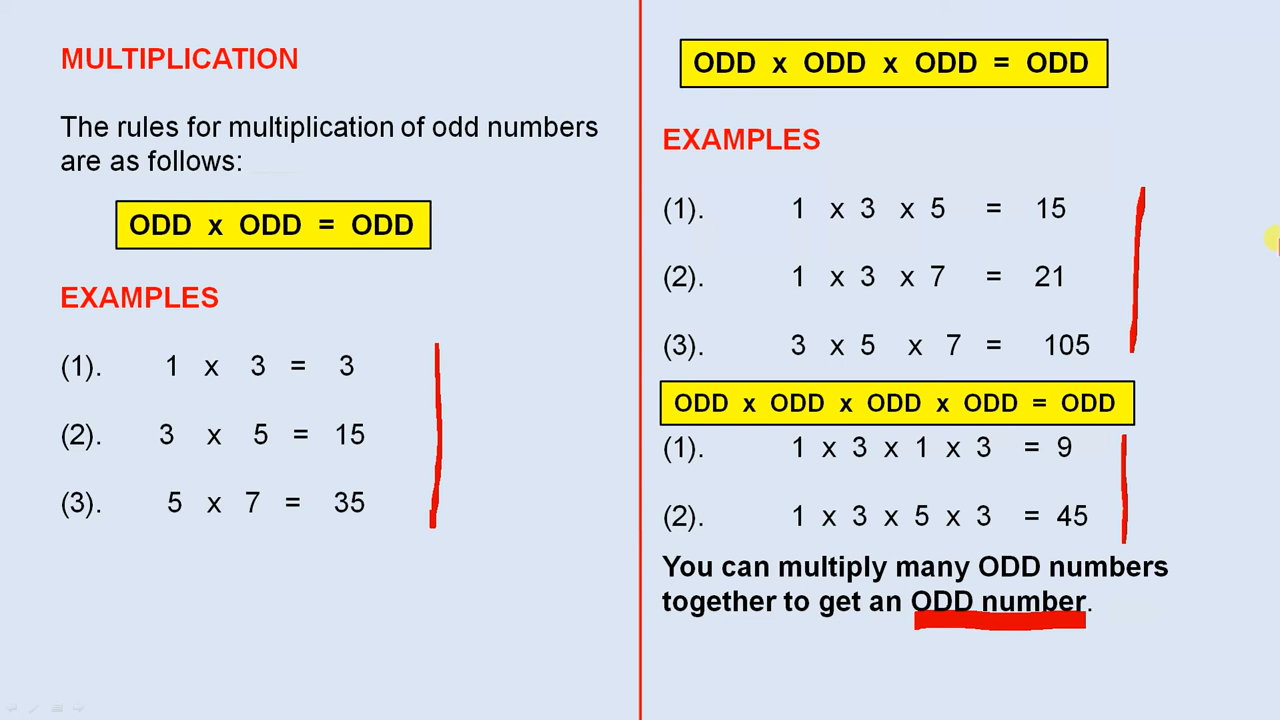 MULTIPLICATION
The rules for multiplication of odd numbers
are as follows:
ODD x ODD = ODD
EXAMPLES
(1). 1 x 3 = 3
(2). 3 x 5 = 15
(3). 5 x 7 = 35
ODD x ODD x ODD = ODD
EXAMPLES
(1). 1 x 3 x 5 = 15
(2). 1 x 3 x 7 = 21
(3). 3 x 5 x 7 = 105
ODD x ODD x ODD x ODD = ODD
(1). 1 x 3 x 1 x 3 = 9
(2). 1 x 3 x 5 x 3 = 45
You can multiply many ODD numbers
together to get an ODD number.